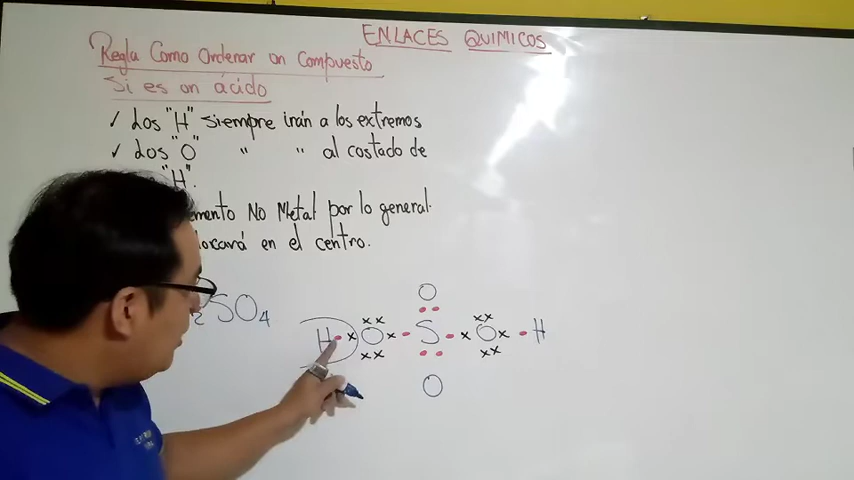 ENLACES QUIMICOS
Regla Como Ordenar un Compuesto
Si es un ácido
✓ Los "H" siempre irán a los extremos
✓ Los "O" " " al costado de
"H".
emento No Metal por lo general
locará en el centro.
2SO4
O
H • x O x • S • x O x • H
O